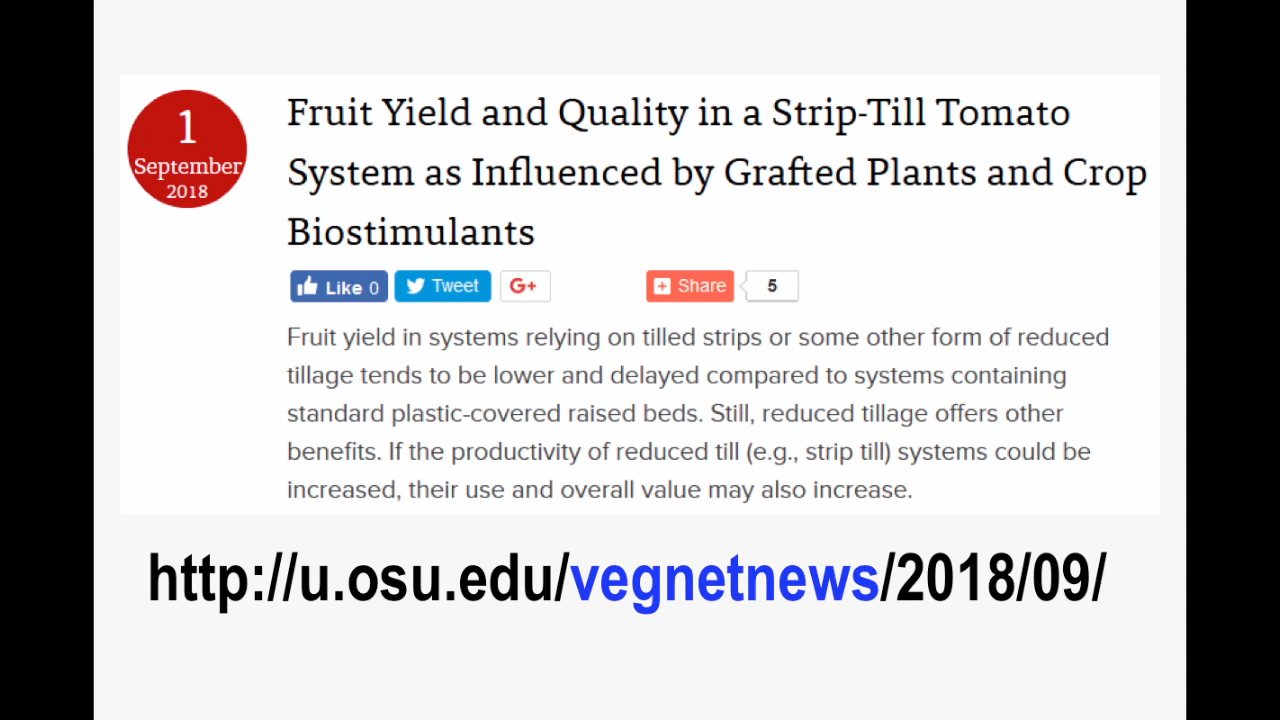 1
September
2018
Fruit Yield and Quality in a Strip-Till Tomato
System as Influenced by Grafted Plants and Crop
Biostimulants
Like 0
Tweet
G+
Share
5
Fruit yield in systems relying on tilled strips or some other form of reduced
tillage tends to be lower and delayed compared to systems containing
standard plastic-covered raised beds. Still, reduced tillage offers other
benefits. If the productivity of reduced till (e.g., strip till) systems could be
increased, their use and overall value may also increase.
http://u.osu.edu/vegnetnews/2018/09/